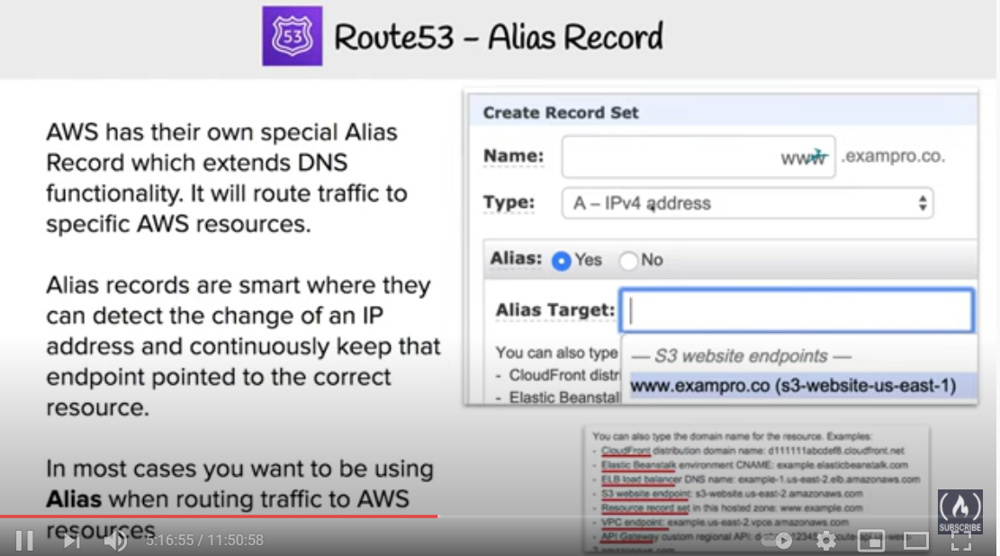 53
Route53 – Alias Record
AWS has their own special Alias
Record which extends DNS
functionality. It will route traffic to
specific AWS resources.
Alias records are smart where they
can detect the change of an IP
address and continuously keep that
endpoint pointed to the correct
resource.
In most cases you want to be using
Alias when routing traffic to AWS
resources
Create Record Set
Name: www .exampro.co.
Type: A – IPv4 address
Alias: Yes No
Alias Target:
You can also type
— S3 website endpoints —
- CloudFront distri
www.exampro.co (s3-website-us-east-1)
- Elastic Beanstal
You can also type the domain name for the resource. Examples:
- CloudFront distribution domain name: d111111abcdef8.cloudfront.net
- Elastic Beanstalk environment CNAME: example.elasticbeanstalk.com
- ELB load balancer DNS name: example-1.us-east-2.elb.amazonaws.com
- S3 website endpoint: s3-website.us-east-2.amazonaws.com
- Resource record set in this hosted zone: www.example.com
- VPC endpoint: example.us-east-2.vpce.amazonaws.com
- API Gateway custom regional API:
amazonaws.com
SUBSCRIBE
5:16:55 / 11:50:58